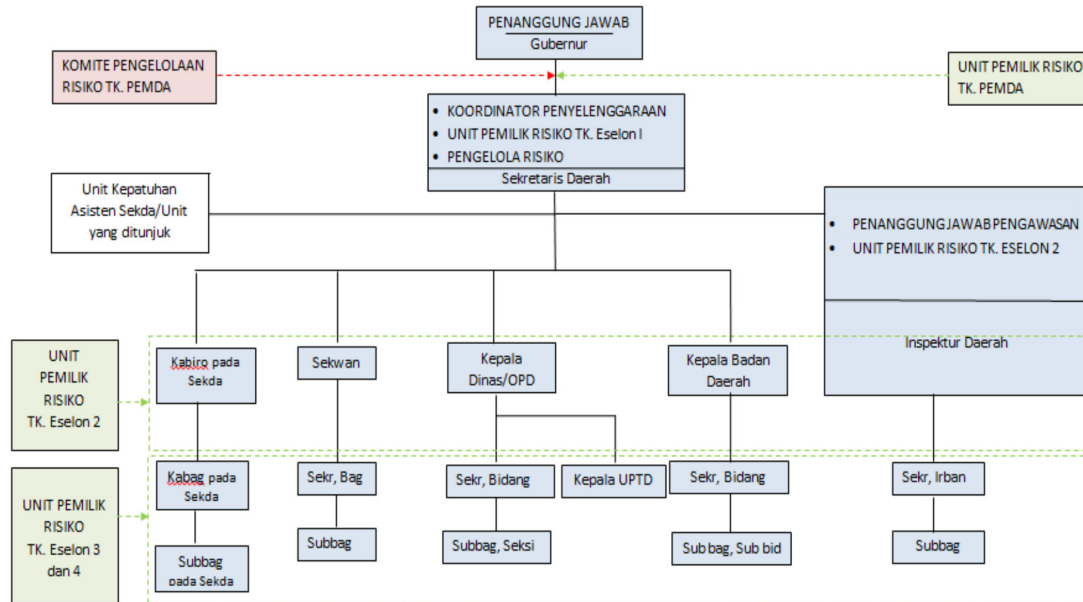 PENANGGUNG JAWAB
Gubernur
KOMITE PENGELOLAAN
RISIKO TK. PEMDA
UNIT PEMILIK RISIKO
TK. PEMDA
• KOORDINATOR PENYELENGGARAAN
• UNIT PEMILIK RISIKO TK. Eselon I
• PENGELOLA RISIKO
Sekretaris Daerah
Unit Kepatuhan
Asisten Sekda/Unit
yang ditunjuk
• PENANGGUNG JAWAB PENGAWASAN
• UNIT PEMILIK RISIKO TK. ESELON 2
Inspektur Daerah
UNIT
PEMILIK
RISIKO
TK. Eselon 2
Kabiro pada
Sekda
Sekwan
Kepala
Dinas/OPD
Kepala Badan
Daerah
UNIT PEMILIK
RISIKO
TK. Eselon 3
dan 4
Kabag pada
Sekda
Sekr, Bag
Sekr, Bidang
Kepala UPTD
Sekr, Bidang
Sekr, Irban
Subbag
pada Sekda
Subbag
Subbag, Seksi
Subbag, Sub bid
Subbag